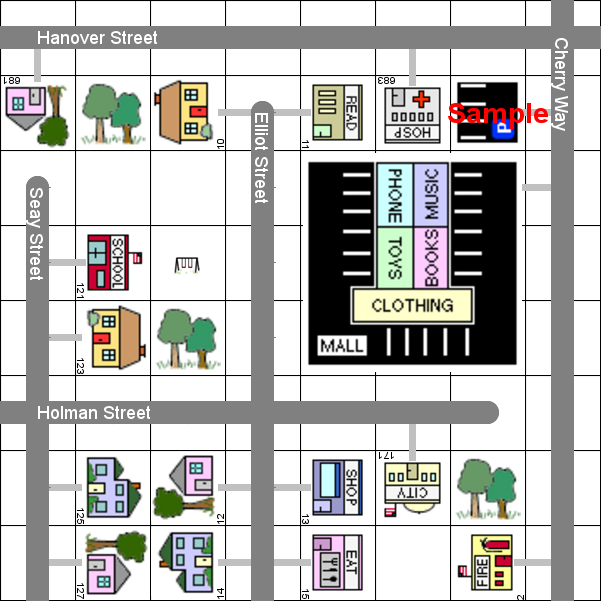 Hanover Street
Cherry Way
681
683
READ
HOSP
Sample
P
10
11
Elliot Street
Seay Street
PHONE
MUSIC
TOYS
BOOKS
CLOTHING
MALL
SCHOOL
121
123
Holman Street
171
SHOP
CITY
125
12
13
EAT
FIRE
127
14
15
2